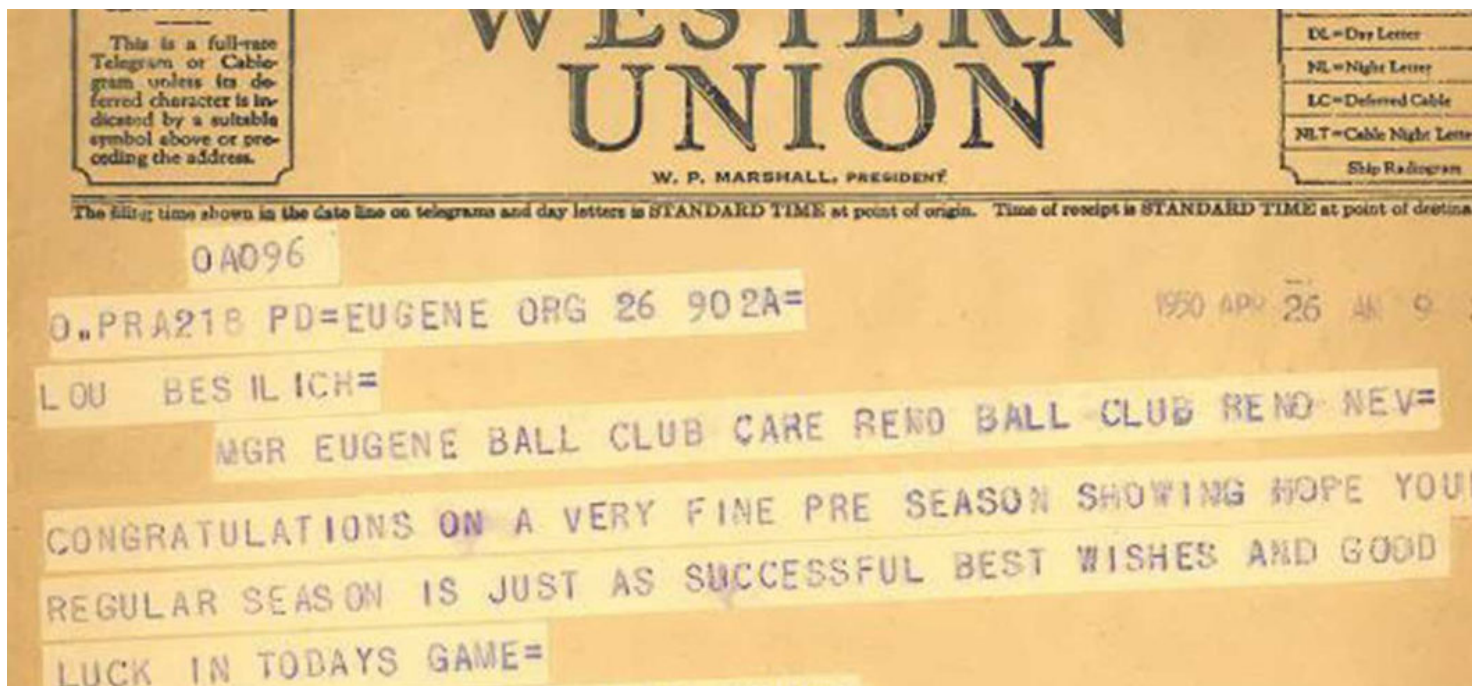 This is a full-rate
Telegram or Cable-
gram unless its de-
ferred character is in-
dicated by a suitable
symbol above or pre-
ceding the address.
WESTERN
UNION
W. P. MARSHALL, PRESIDENT
DL=Day Letter
NL=Night Letter
LC=Deferred Cable
NLT=Cable Night Lette
Ship Radiogram
The filing time shown in the date line on telegrams and day letters is STANDARD TIME at point of origin. Time of receipt is STANDARD TIME at point of destina
OA096
O.PRA218 PD=EUGENE ORG 26 902A=
1950 APR 26 AM 9
LOU BESILICH=
MGR EUGENE BALL CLUB CARE RENO BALL CLUB RENO NEV=
CONGRATULATIONS ON A VERY FINE PRE SEASON SHOWING HOPE YOU
REGULAR SEASON IS JUST AS SUCCESSFUL BEST WISHES AND GOOD
LUCK IN TODAYS GAME=